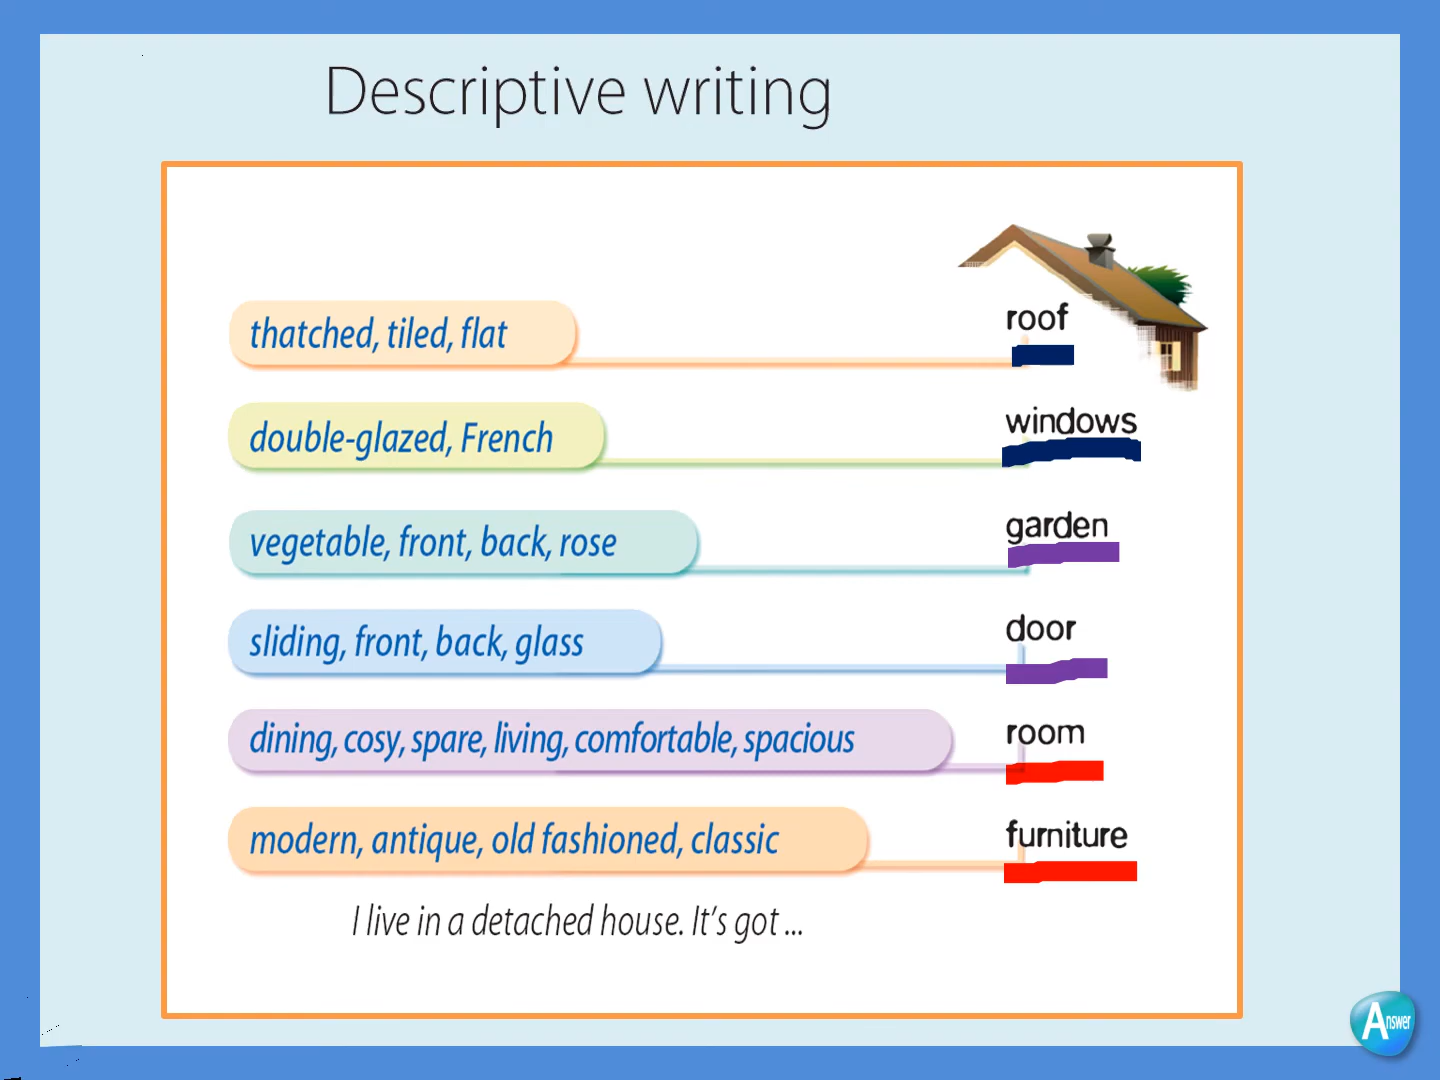 Descriptive writing
thatched, tiled, flat
roof
double-glazed, French
windows
vegetable, front, back, rose
garden
sliding, front, back, glass
door
dining, cosy, spare, living, comfortable, spacious
room
modern, antique, old fashioned, classic
furniture
I live in a detached house. It's got ...
Answer